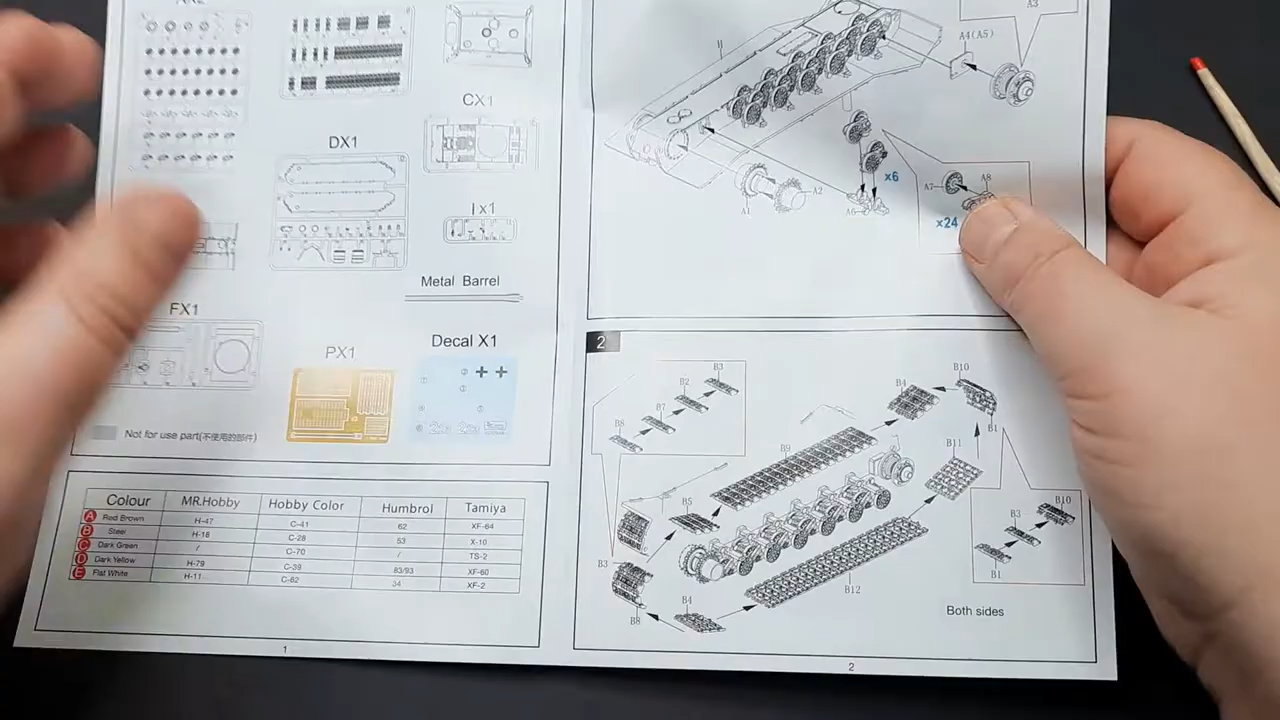 CX1
DX1
Ix1
Metal Barrel
FX1
PX1
Decal X1
Not for use part(不使用的部件)
Colour MR.Hobby Hobby Color Humbrol Tamiya
A Red Brown H-47 C-41 62 XF-64
B Steel H-18 C-28 53 X-10
C Dark Green / C-70 / TS-2
D Dark Yellow H-79 C-39 83/93 XF-60
E Flat White H-11 C-62 34 XF-2
1
A3
A4(A5)
H
x6
A7 A8
A1 A2 A6
x24
2
B3
B2
B7
B8
B10
B4
B1
B9
B11
B5
B10
B3
B1
B3
B12
B4
B8
Both sides
2